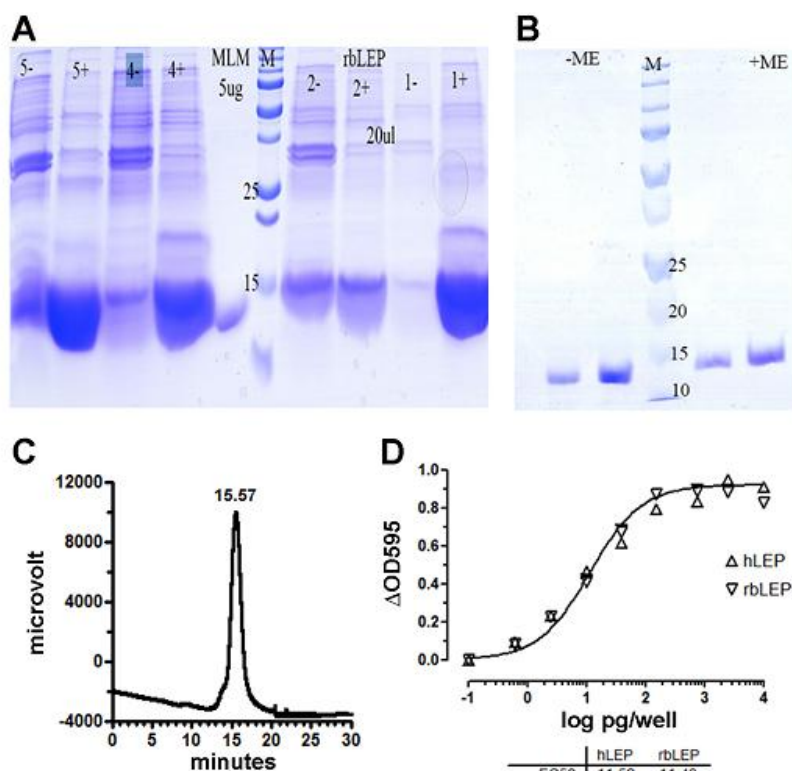 A
5- 5+ 4- 4+ MLM M rbLEP
5ug 2- 2+ 1- 1+
20ul
25
15
B
-ME M +ME
25
20
15
10
C
12000
15.57
10000
8000
4000
0
-4000
microvolt
0 5 10 15 20 25 30
minutes
D
1.0
0.8
0.6
0.4
0.2
0.0
ΔOD595
△ hLEP
▽ rbLEP
-1 0 1 2 3 4
log pg/well
hLEP rbLEP